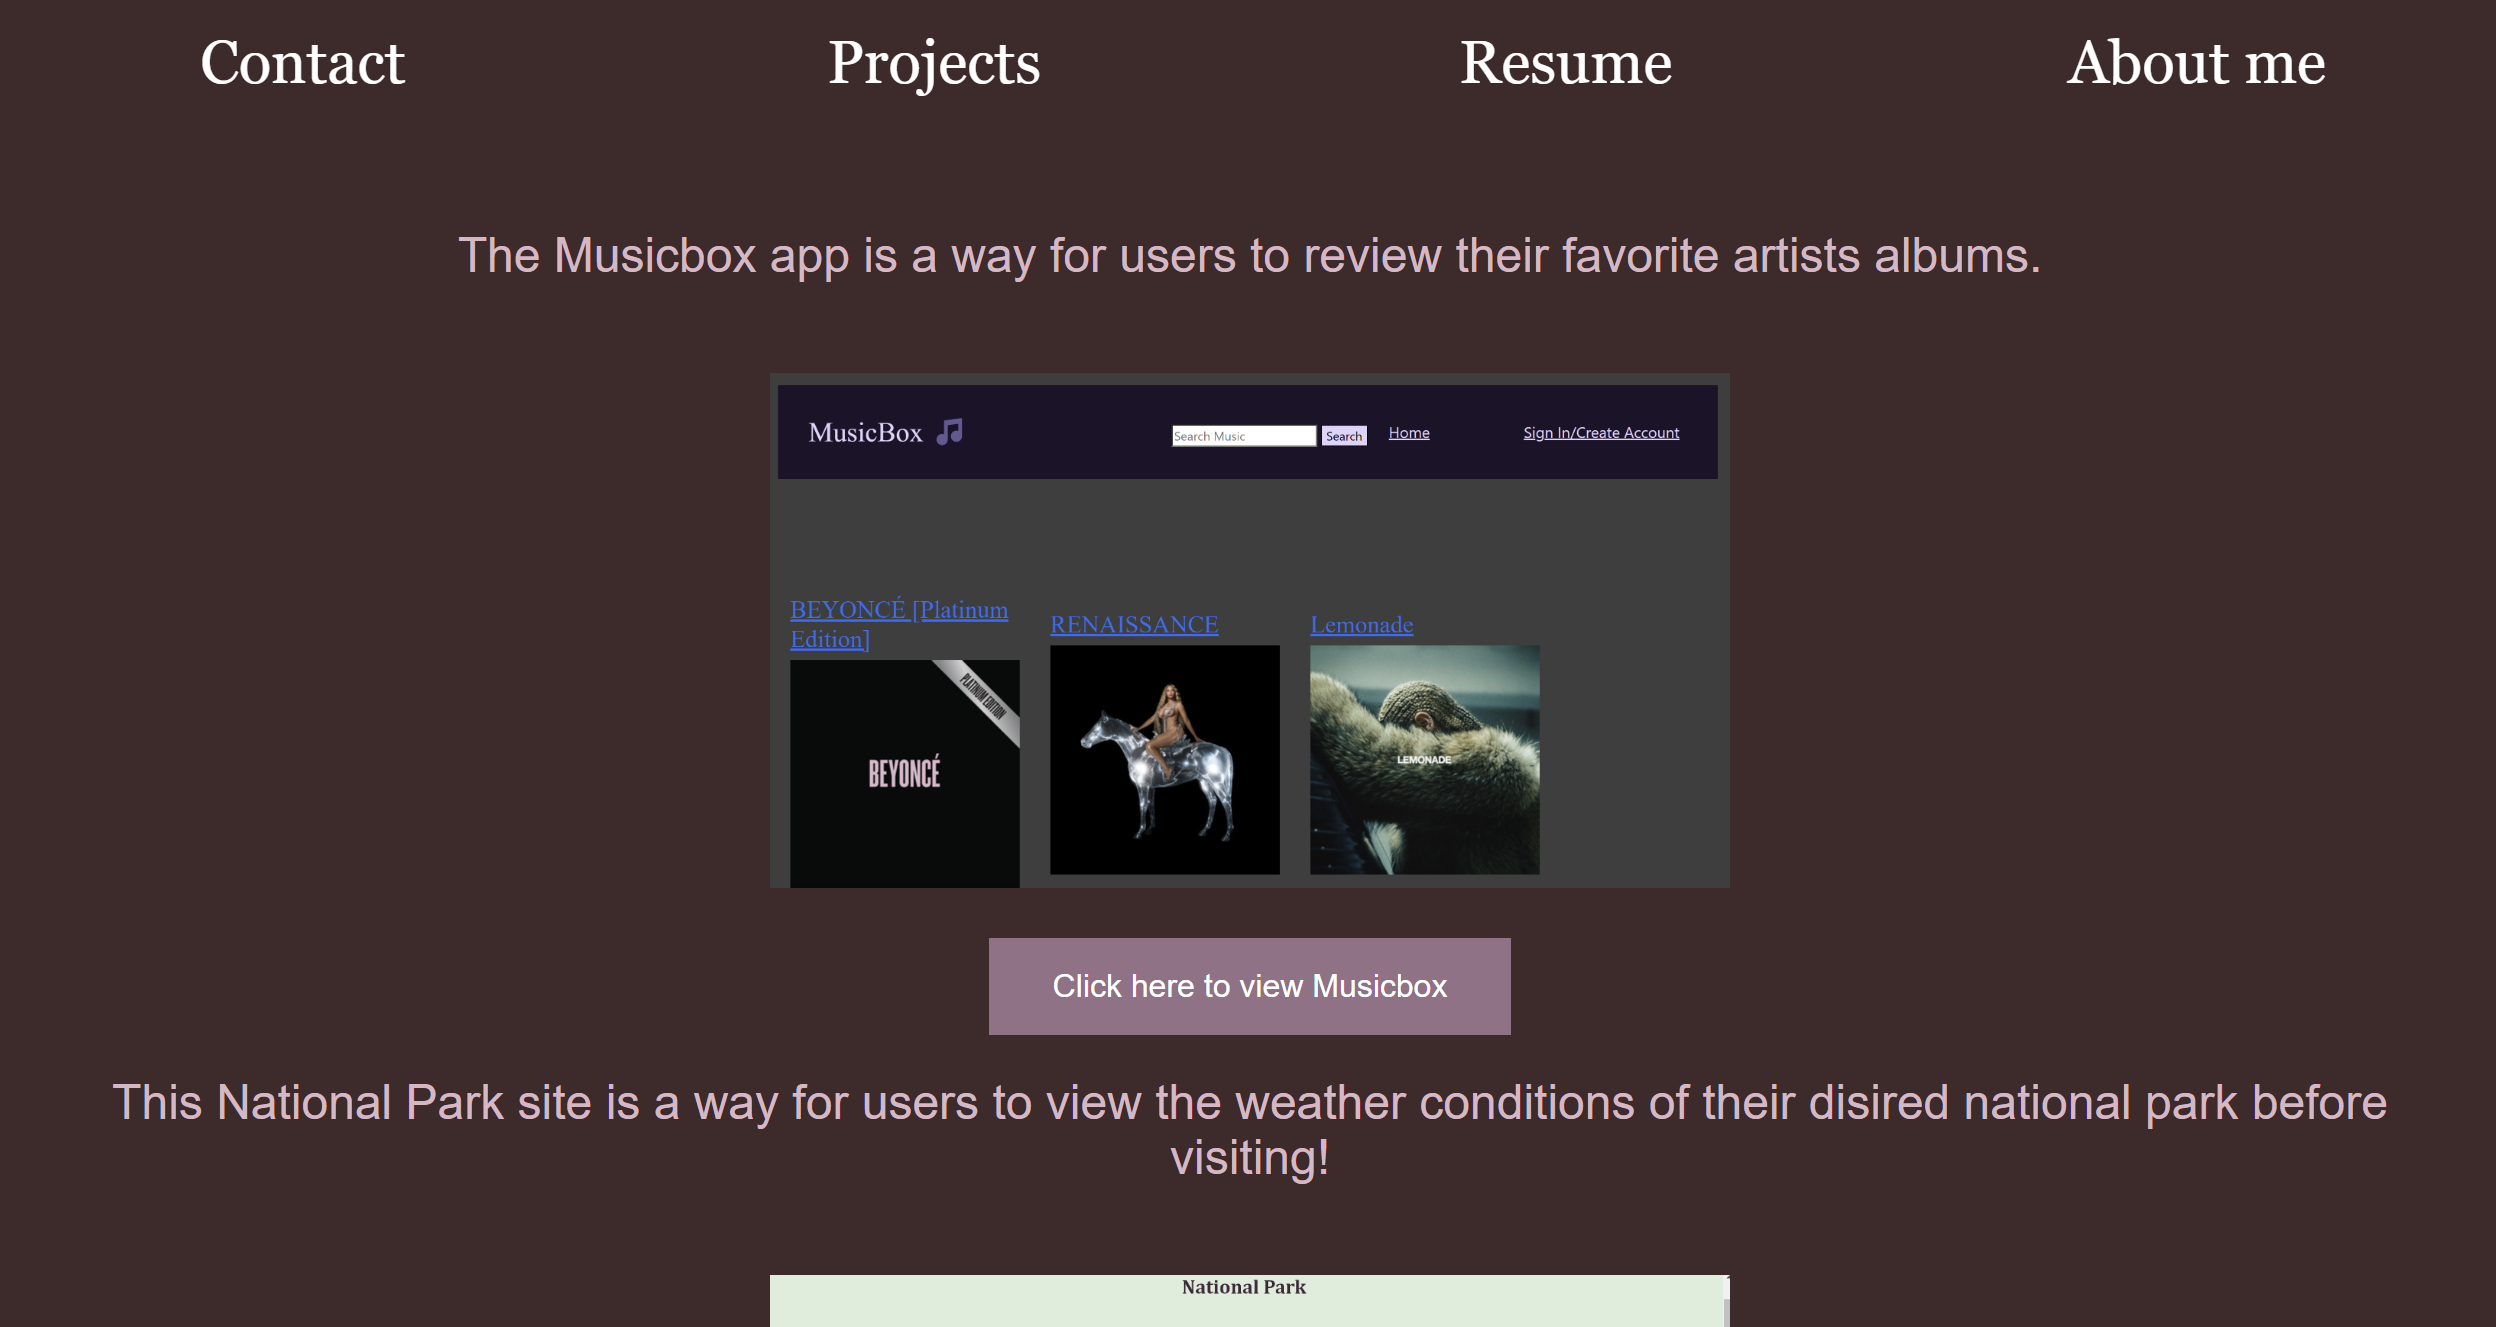 Contact Projects Resume About me
The Musicbox app is a way for users to review their favorite artists albums.
MusicBox Search Music Search Home Sign In/Create Account
BEYONCÉ [Platinum
Edition]
RENAISSANCE
Lemonade
PLATINUM EDITION
BEYONCÉ
LEMONADE
Click here to view Musicbox
This National Park site is a way for users to view the weather conditions of their disired national park before
visiting!
National Park